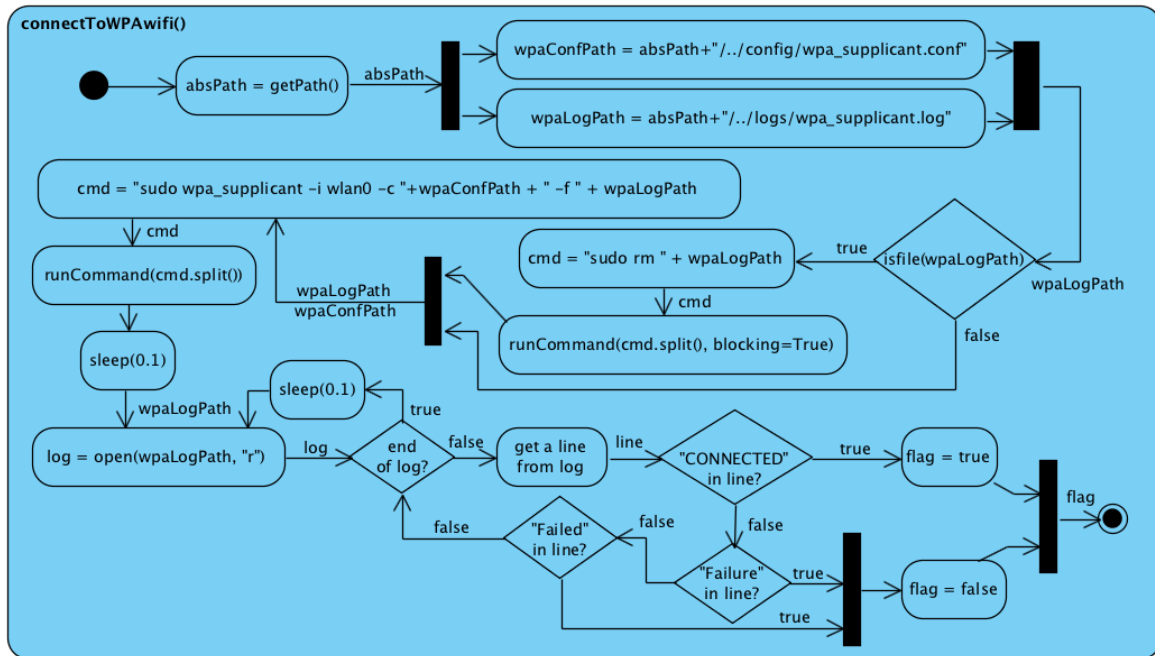 connectToWPAwifi()
absPath = getPath()
absPath
wpaConfPath = absPath+"/../config/wpa_supplicant.conf"
wpaLogPath = absPath+"/../logs/wpa_supplicant.log"
cmd = "sudo wpa_supplicant -i wlan0 -c "+wpaConfPath + " -f " + wpaLogPath
cmd
runCommand(cmd.split())
sleep(0.1)
wpaLogPath
isfile(wpaLogPath)
wpaLogPath
true
cmd = "sudo rm " + wpaLogPath
cmd
runCommand(cmd.split(), blocking=True)
false
wpaLogPath
wpaConfPath
log = open(wpaLogPath, "r")
log
sleep(0.1)
true
end
of log?
false
get a line
from log
line
"CONNECTED"
in line?
true
flag = true
false
"Failure"
in line?
false
"Failed"
in line?
false
true
true
flag = false
flag